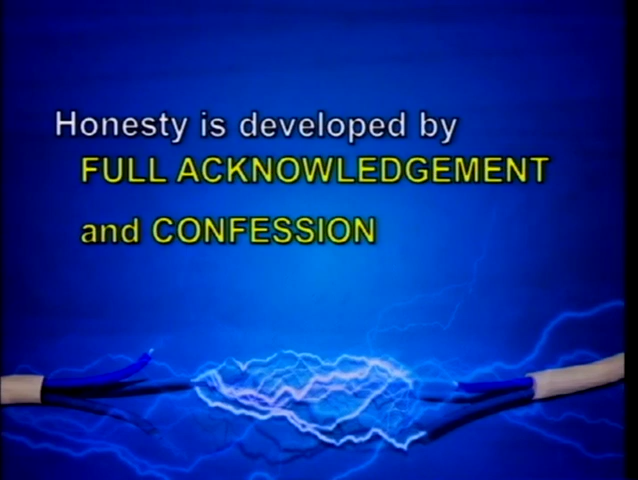 Honesty is developed by
FULL ACKNOWLEDGEMENT
and CONFESSION